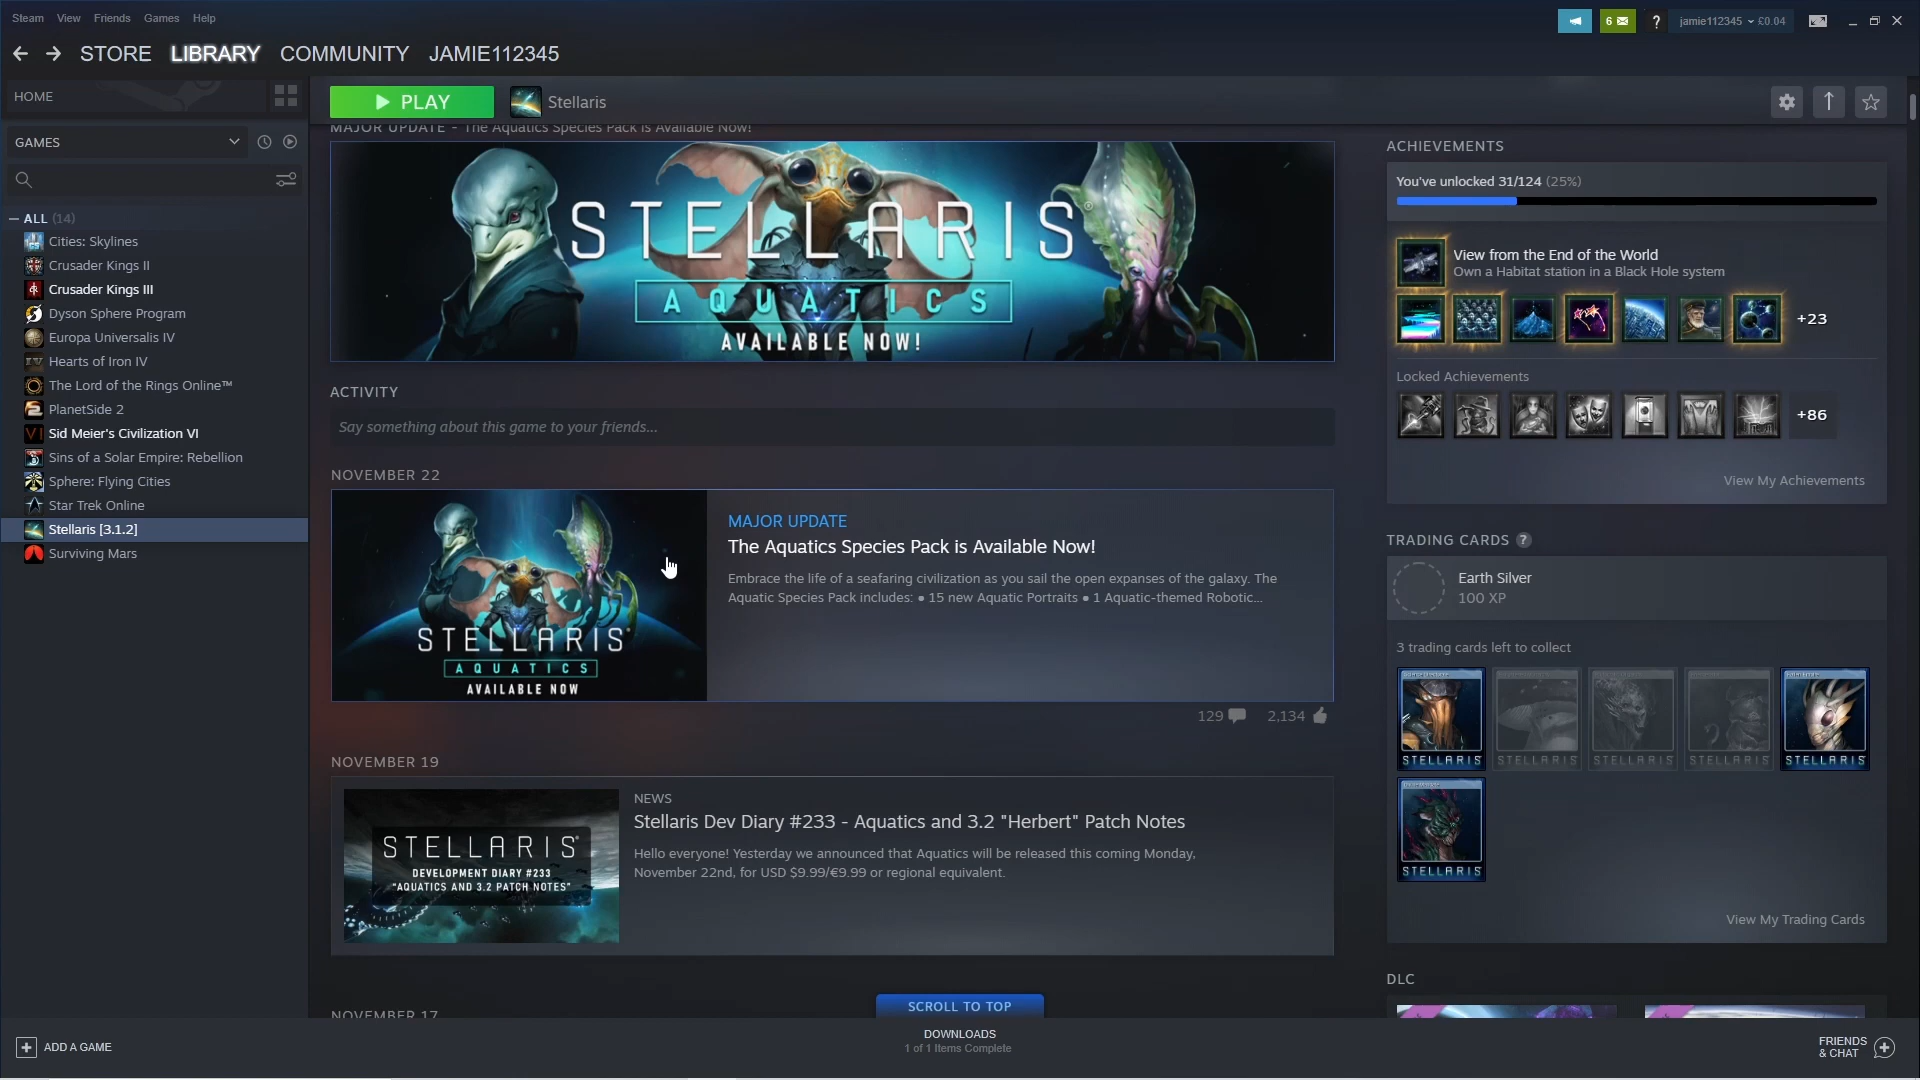 Steam View Friends Games Help
6
?
jamie112345 £0.04
STORE LIBRARY COMMUNITY JAMIE112345
HOME
GAMES
ALL (14)
Cities: Skylines
Crusader Kings II
Crusader Kings III
Dyson Sphere Program
Europa Universalis IV
Hearts of Iron IV
The Lord of the Rings Online™
PlanetSide 2
Sid Meier's Civilization VI
Sins of a Solar Empire: Rebellion
Sphere: Flying Cities
Star Trek Online
Stellaris [3.1.2]
Surviving Mars
ADD A GAME
PLAY
Stellaris
MAJOR UPDATE - The Aquatics Species Pack is Available Now!
STELLARIS®
AQUATICS
AVAILABLE NOW!
ACTIVITY
Say something about this game to your friends...
NOVEMBER 22
STELLARIS®
AQUATICS
AVAILABLE NOW
MAJOR UPDATE
The Aquatics Species Pack is Available Now!
Embrace the life of a seafaring civilization as you sail the open expanses of the galaxy. The
Aquatic Species Pack includes: ● 15 new Aquatic Portraits ● 1 Aquatic-themed Robotic...
129 2,134
NOVEMBER 19
STELLARIS®
DEVELOPMENT DIARY #233
"AQUATICS AND 3.2 PATCH NOTES"
NEWS
Stellaris Dev Diary #233 - Aquatics and 3.2 "Herbert" Patch Notes
Hello everyone! Yesterday we announced that Aquatics will be released this coming Monday,
November 22nd, for USD $9.99/€9.99 or regional equivalent.
NOVEMBER 17
SCROLL TO TOP
DOWNLOADS
1 of 1 Items Complete
ACHIEVEMENTS
You've unlocked 31/124 (25%)
View from the End of the World
Own a Habitat station in a Black Hole system
+23
Locked Achievements
+86
View My Achievements
TRADING CARDS ?
Earth Silver
100 XP
3 trading cards left to collect
STELLARIS STELLARIS STELLARIS STELLARIS STELLARIS
STELLARIS
View My Trading Cards
DLC
FRIENDS
& CHAT